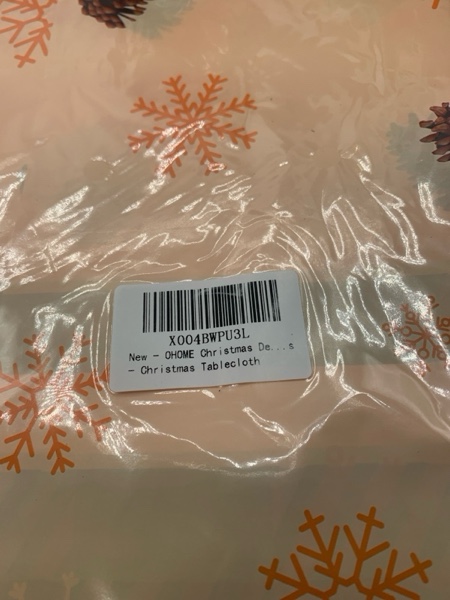 X004BWPU3L
New - OHOME Christmas De...s
- Christmas Tablecloth